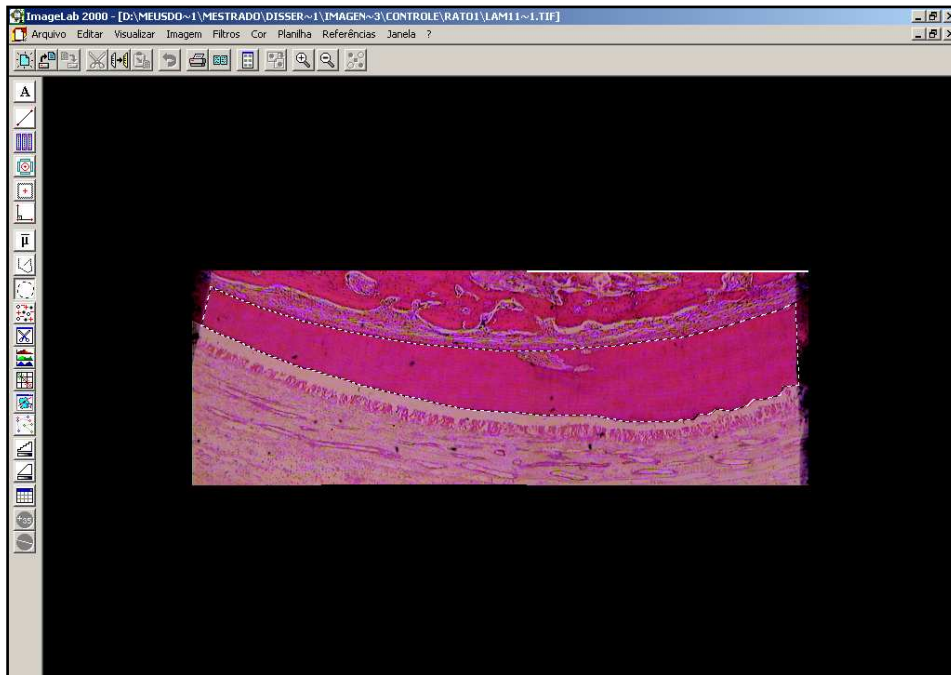 ImageLab 2000 - [D:\MEUSDO~1\MESTRADO\DISSER~1\IMAGEN~3\CONTROLE\RATO1\LAM11~1.TIF]
Arquivo Editar Visualizar Imagem Filtros Cor Planilha Referências Janela ?
A
μ